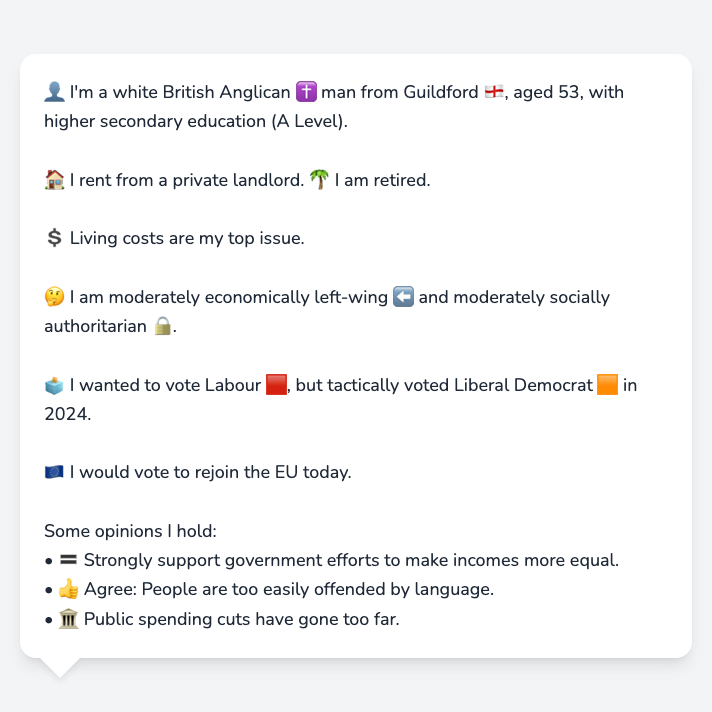 👤 I'm a white British Anglican ✝️ man from Guildford 🏴󠁧󠁢󠁥󠁮󠁧󠁿, aged 53, with
higher secondary education (A Level).
🏠 I rent from a private landlord. 🌴 I am retired.
💲 Living costs are my top issue.
🤔 I am moderately economically left-wing ⬅️ and moderately socially
authoritarian 🔒.
🗳️ I wanted to vote Labour 🟥, but tactically voted Liberal Democrat 🟧 in
2024.
🇪🇺 I would vote to rejoin the EU today.
Some opinions I hold:
• 🟰 Strongly support government efforts to make incomes more equal.
• 👍 Agree: People are too easily offended by language.
• 🏛️ Public spending cuts have gone too far.